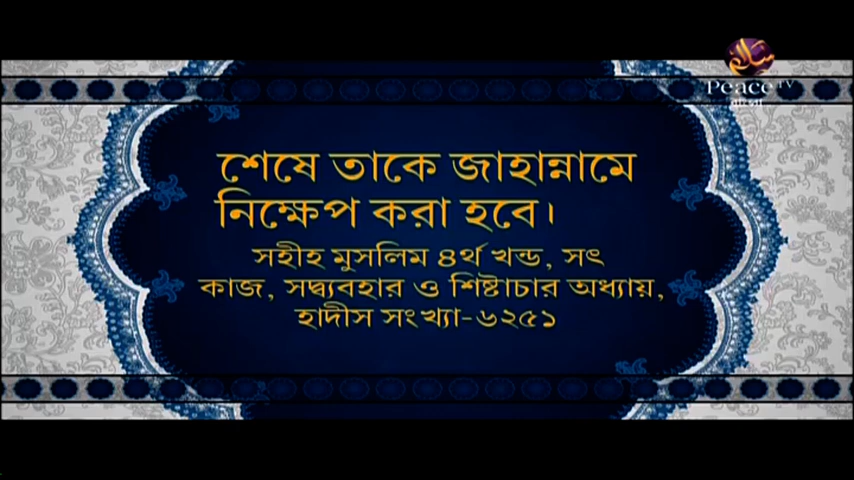 Peace TV
বাংলা
শেষে তাকে জাহান্নামে
নিক্ষেপ করা হবে।
সহীহ মুসলিম ৪র্থ খন্ড, সৎ
কাজ, সদ্ব্যবহার ও শিষ্টাচার অধ্যায়,
হাদীস সংখ্যা-৬২৫১